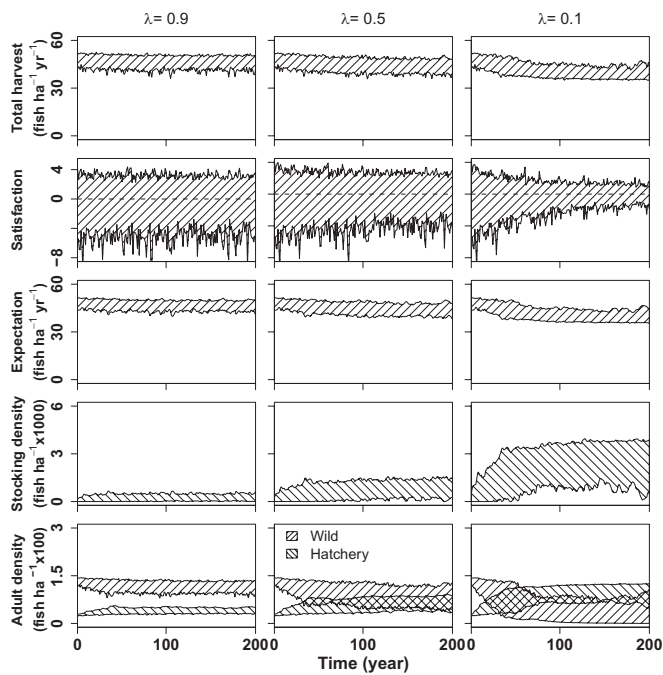 λ= 0.9 λ= 0.5 λ= 0.1
Total harvest
(fish ha⁻¹ yr⁻¹)
60
30
0
Satisfaction
4
0
−8
Expectation
(fish ha⁻¹ yr⁻¹)
60
30
0
Stocking density
(fish ha⁻¹x1000)
6
3
0
Adult density
(fish ha⁻¹x100)
3
1.5
0
Wild
Hatchery
0 100 200 0 100 200 0 100 200
Time (year)